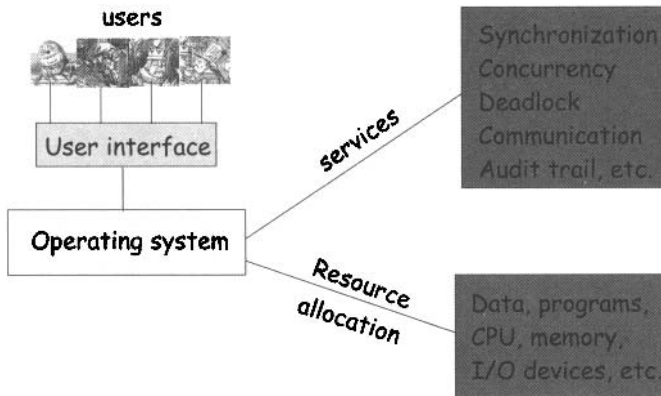 users
User interface
Operating system
services
Resource
allocation
Synchronization
Concurrency
Deadlock
Communication
Audit trail, etc.
Data, programs,
CPU, memory,
I/O devices, etc.